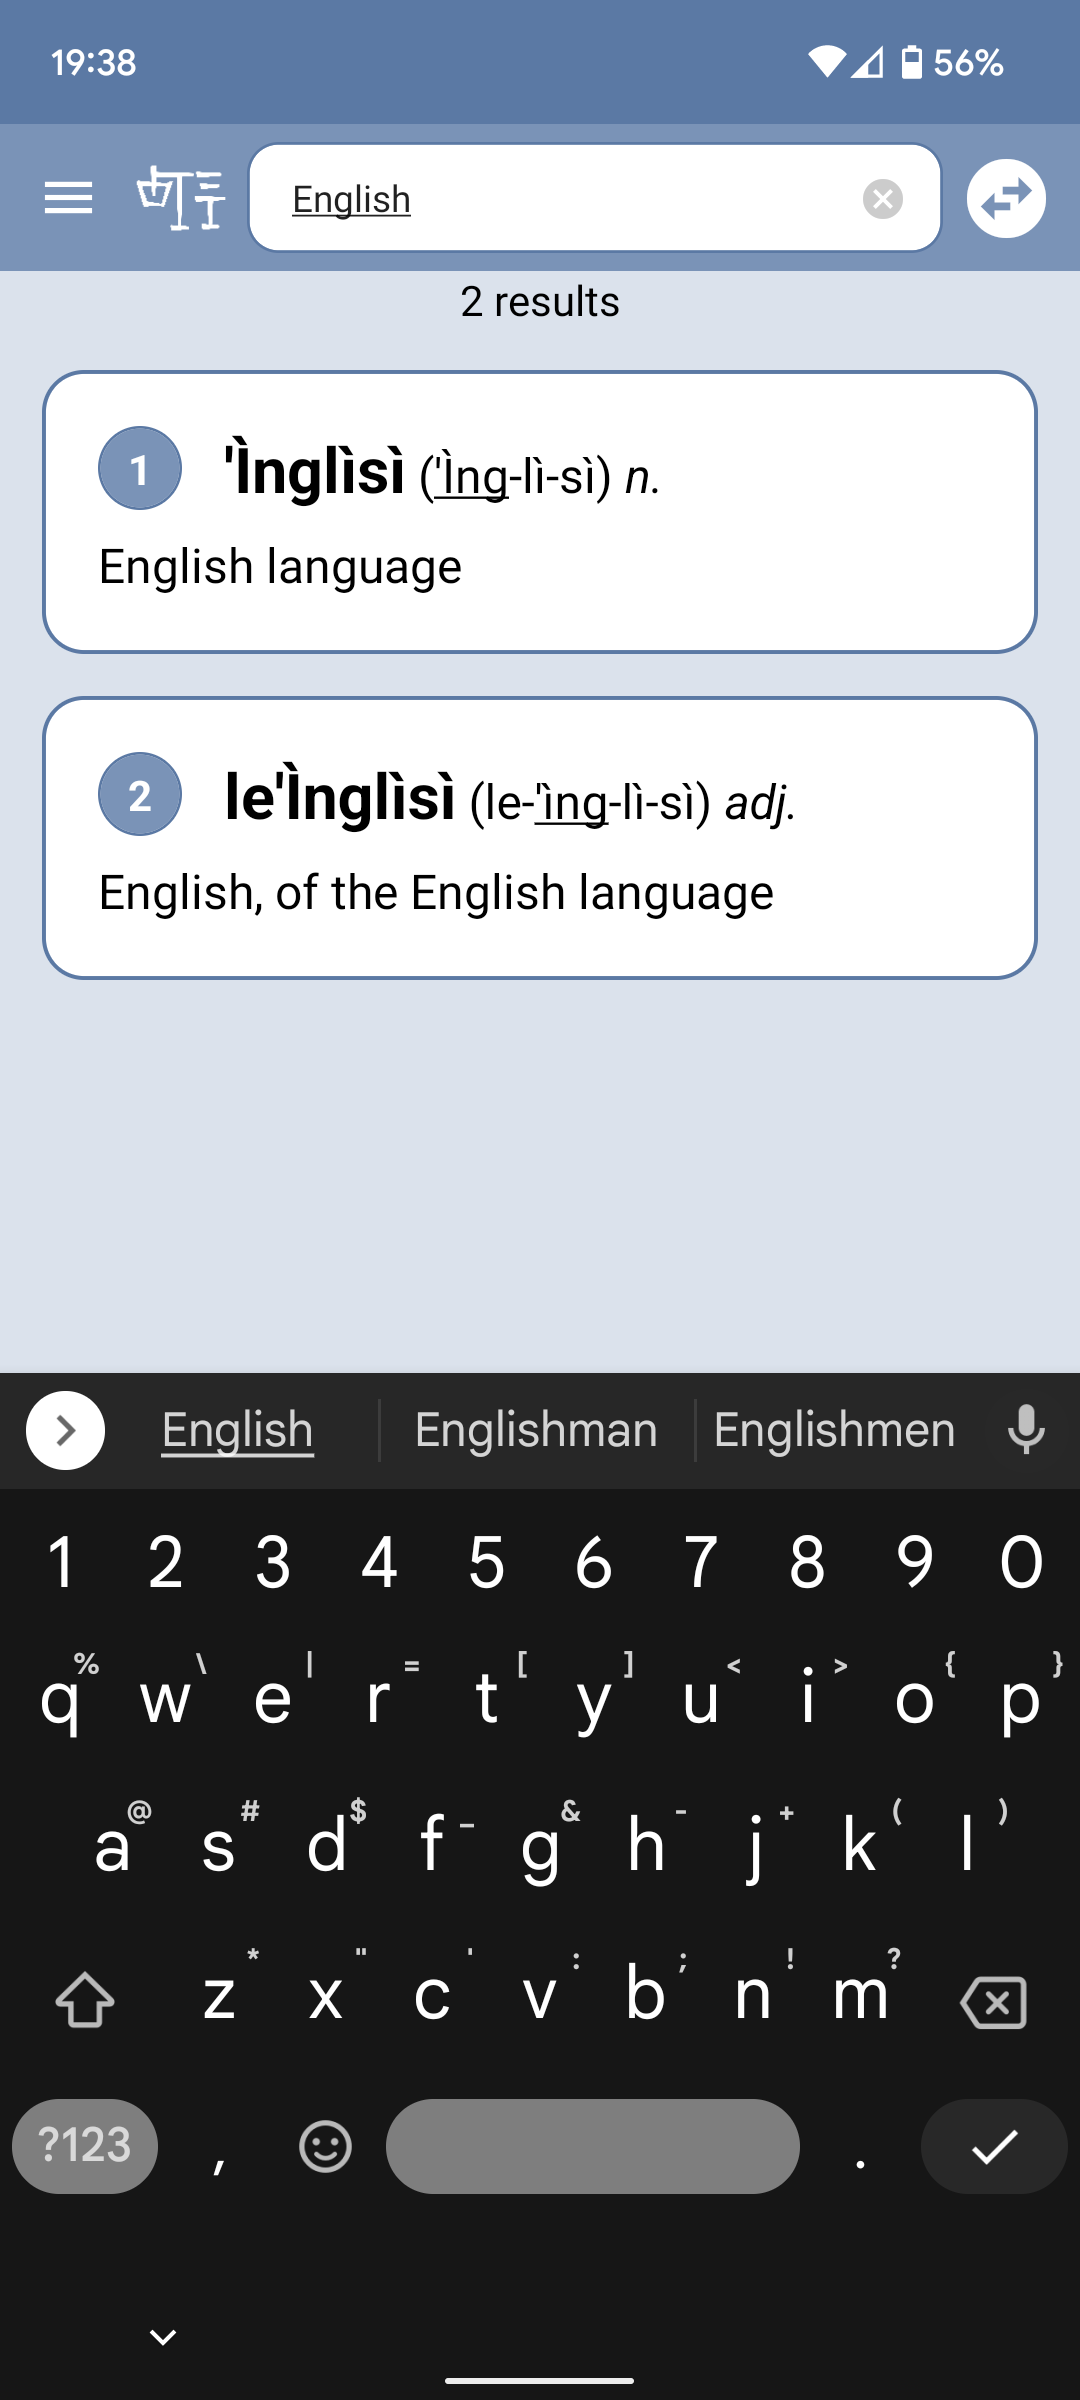 19:38
56%
English
2 results
1 'Ìnglìsì ('Ìng-lì-sì) n.
English language
2 le'Ìnglìsì (le-'ìng-lì-sì) adj.
English, of the English language
English Englishman Englishmen
1 2 3 4 5 6 7 8 9 0
% \ | = [ ] < > { }
q w e r t y u i o p
@ # $ _ & - + ( )
a s d f g h j k l
* " ' : ; ! ?
z x c v b n m
?123 , .